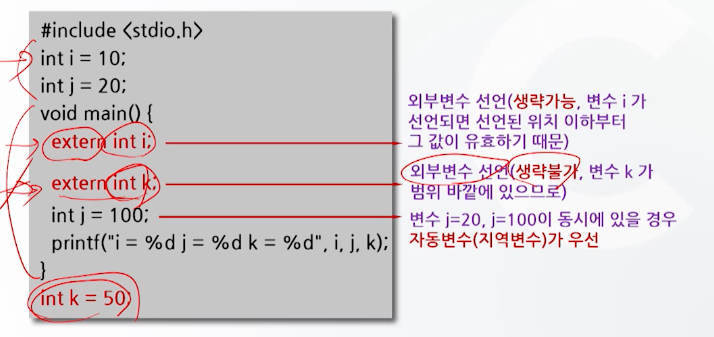 #include <stdio.h>
int i = 10;
int j = 20;
void main() {
extern int i;
extern int k;
int j = 100;
printf("i = %d j = %d k = %d", i, j, k);
}
int k = 50;
외부변수 선언(생략가능, 변수 i 가
선언되면 선언된 위치 이하부터
그 값이 유효하기 때문)
외부변수 선언(생략불가, 변수 k 가
범위 바깥에 있으므로)
변수 j=20, j=100이 동시에 있을 경우
자동변수(지역변수)가 우선